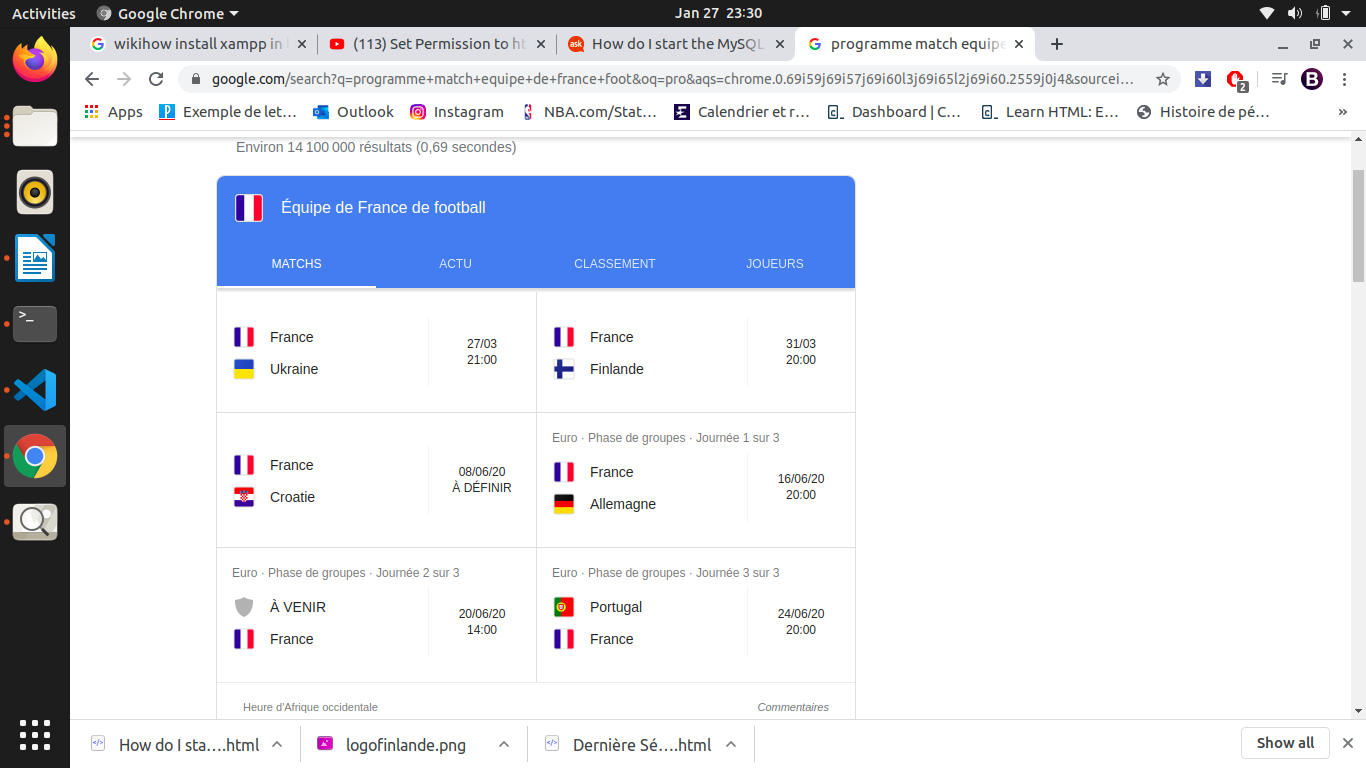 Activities
Google Chrome
Jan 27 23:30
wikihow install xampp in
(113) Set Permission to ht
How do I start the MySQL
programme match equipe
google.com/search?q=programme+match+equipe+de+france+foot&oq=pro&aqs=chrome.0.69i59j69i57j69i60l3j69i65l2j69i60.2559j0j4&sourcei…
2
B
Apps
Exemple de let…
Outlook
Instagram
NBA.com/Stat…
Calendrier et r…
Dashboard | C…
Learn HTML: E…
Histoire de pé…
»
Environ 14 100 000 résultats (0,69 secondes)
Équipe de France de football
MATCHS
ACTU
CLASSEMENT
JOUEURS
France
Ukraine
27/03
21:00
France
Finlande
31/03
20:00
France
Croatie
08/06/20
À DÉFINIR
Euro · Phase de groupes · Journée 1 sur 3
France
Allemagne
16/06/20
20:00
Euro · Phase de groupes · Journée 2 sur 3
À VENIR
France
20/06/20
14:00
Euro · Phase de groupes · Journée 3 sur 3
Portugal
France
24/06/20
20:00
Heure d'Afrique occidentale
Commentaires
How do I sta….html
logofinlande.png
Dernière Sé….html
Show all